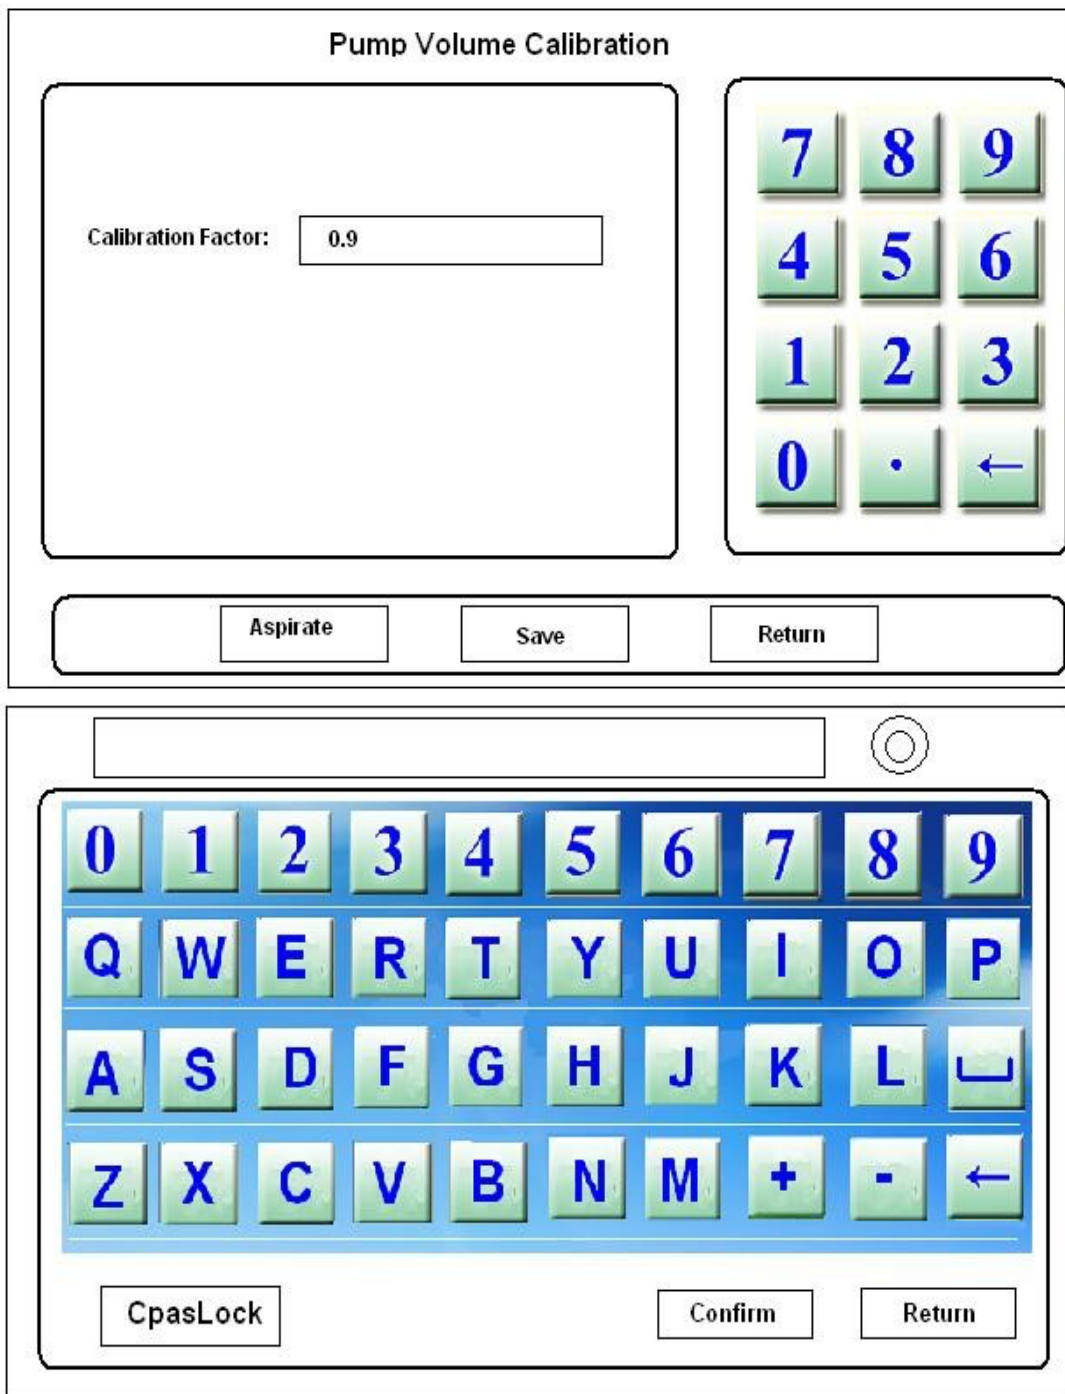 Pump Volume Calibration
Calibration Factor: 0.9
7 8 9
4 5 6
1 2 3
0 . ←
Aspirate Save Return
0 1 2 3 4 5 6 7 8 9
Q W E R T Y U I O P
A S D F G H J K L
Z X C V B N M + - ←
CpasLock Confirm Return